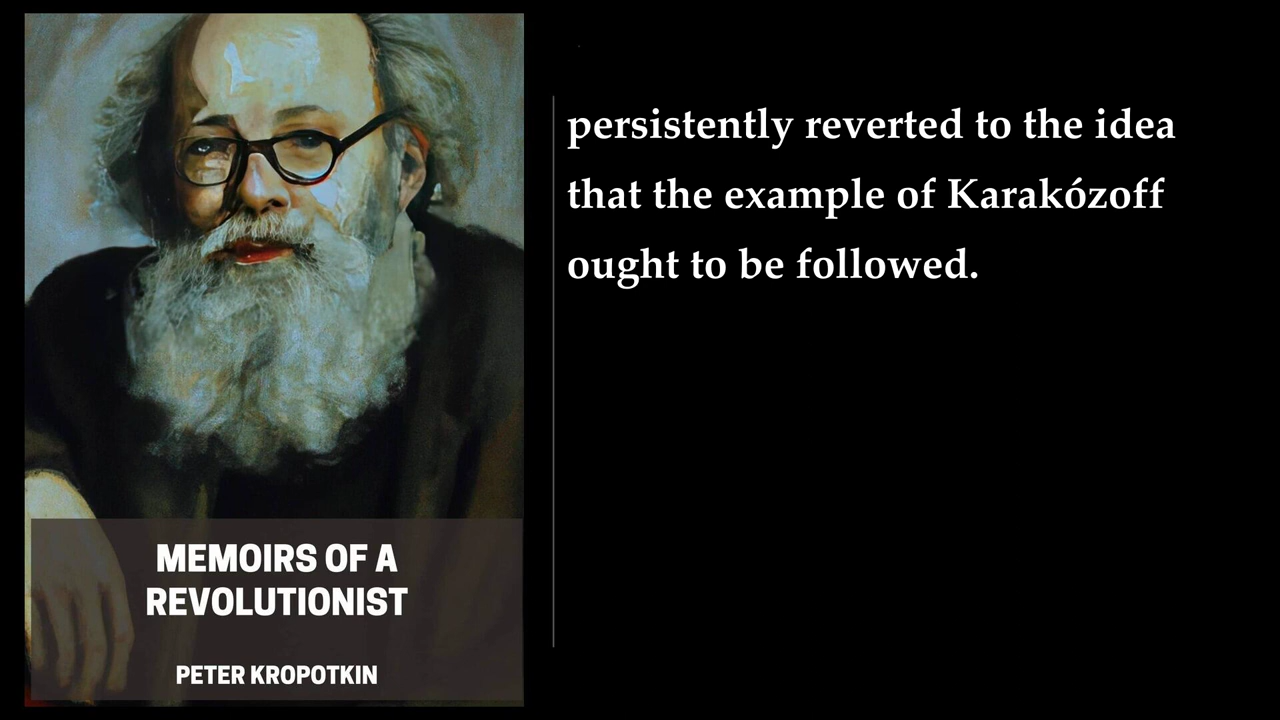 persistently reverted to the idea
that the example of Karakózoff
ought to be followed.
MEMOIRS OF A
REVOLUTIONIST
PETER KROPOTKIN